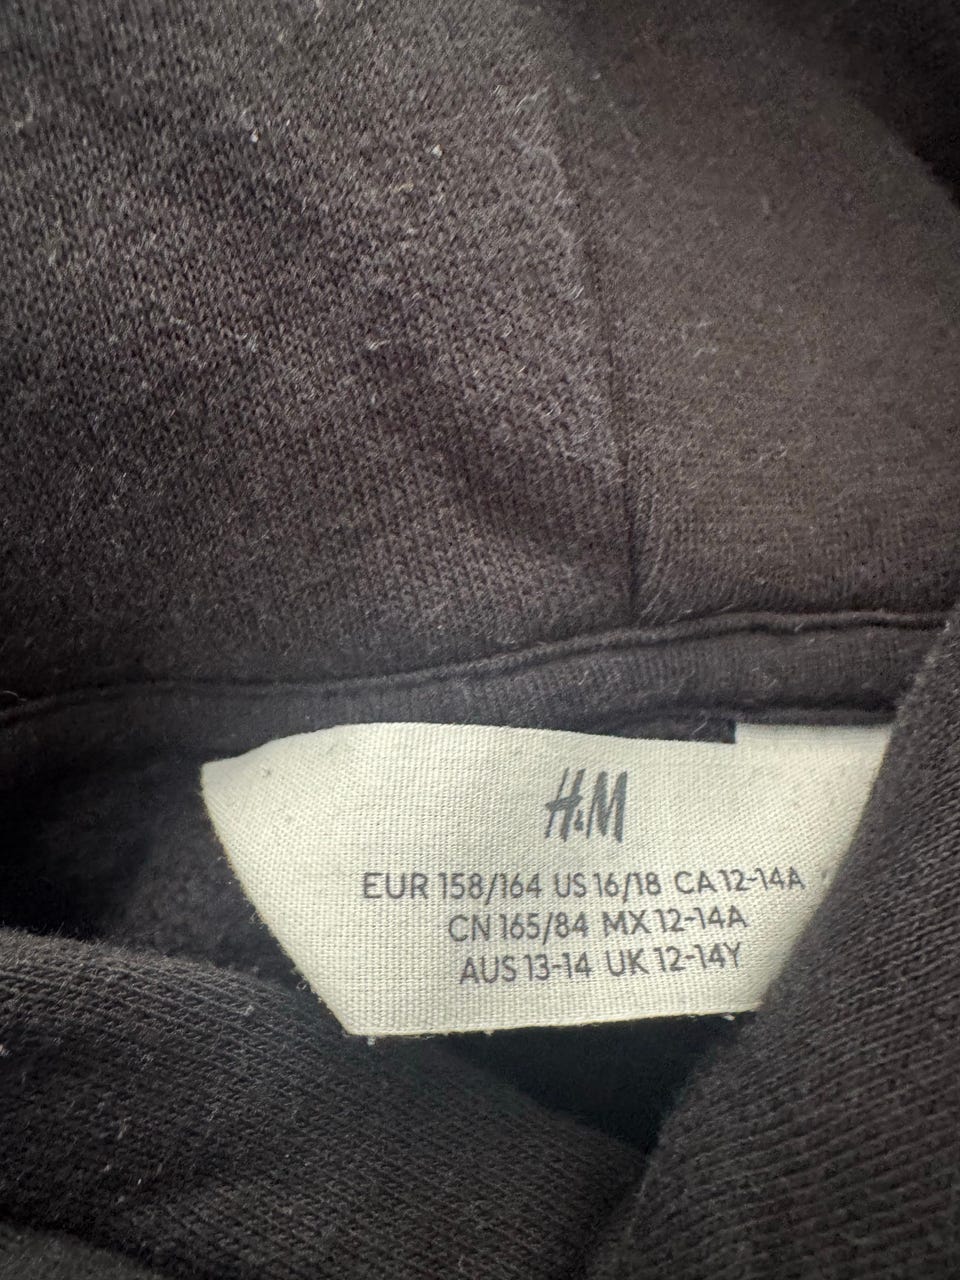 H&M
EUR 158/164 US 16/18 CA 12-14A
CN 165/84 MX 12-14A
AUS 13-14 UK 12-14Y